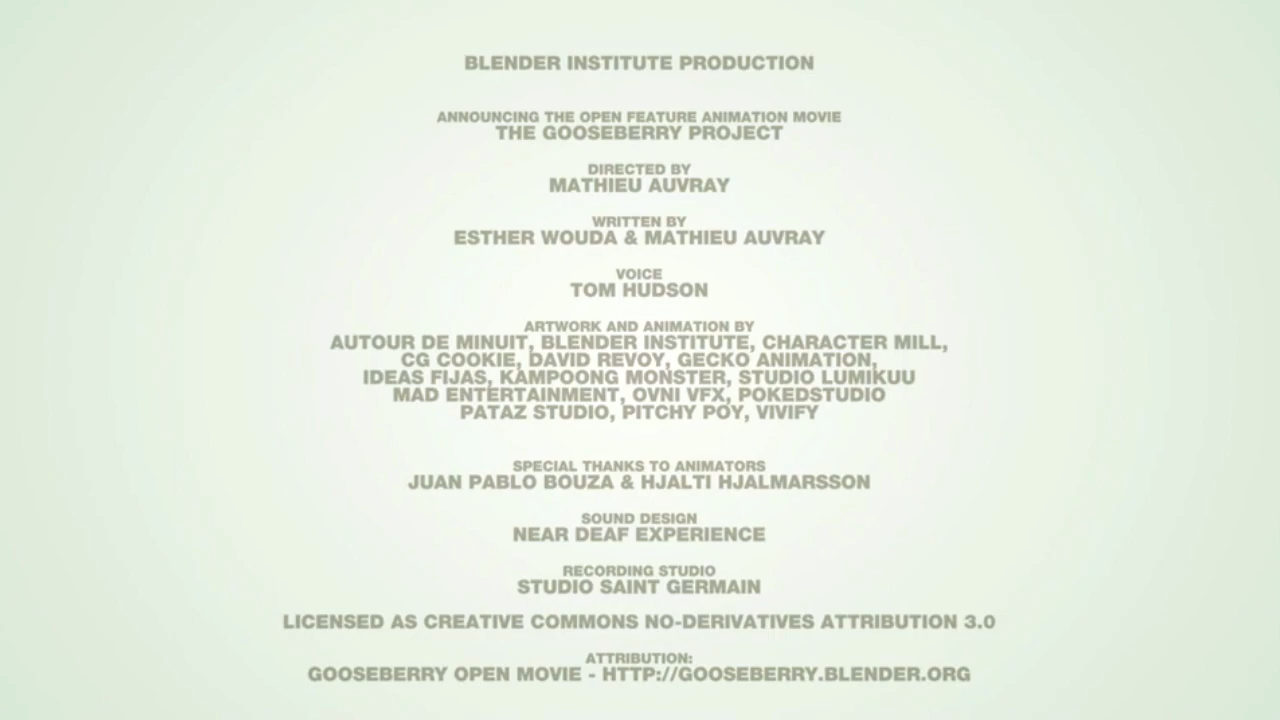 BLENDER INSTITUTE PRODUCTION
ANNOUNCING THE OPEN FEATURE ANIMATION MOVIE
THE GOOSEBERRY PROJECT
DIRECTED BY
MATHIEU AUVRAY
WRITTEN BY
ESTHER WOUDA & MATHIEU AUVRAY
VOICE
TOM HUDSON
ARTWORK AND ANIMATION BY
AUTOUR DE MINUIT, BLENDER INSTITUTE, CHARACTER MILL,
CG COOKIE, DAVID REVOY, GECKO ANIMATION,
IDEAS FIJAS, KAMPOONG MONSTER, STUDIO LUMIKUU
MAD ENTERTAINMENT, OVNI VFX, POKEDSTUDIO
PATAZ STUDIO, PITCHY POY, VIVIFY
SPECIAL THANKS TO ANIMATORS
JUAN PABLO BOUZA & HJALTI HJALMARSSON
SOUND DESIGN
NEAR DEAF EXPERIENCE
RECORDING STUDIO
STUDIO SAINT GERMAIN
LICENSED AS CREATIVE COMMONS NO-DERIVATIVES ATTRIBUTION 3.0
ATTRIBUTION:
GOOSEBERRY OPEN MOVIE - HTTP://GOOSEBERRY.BLENDER.ORG